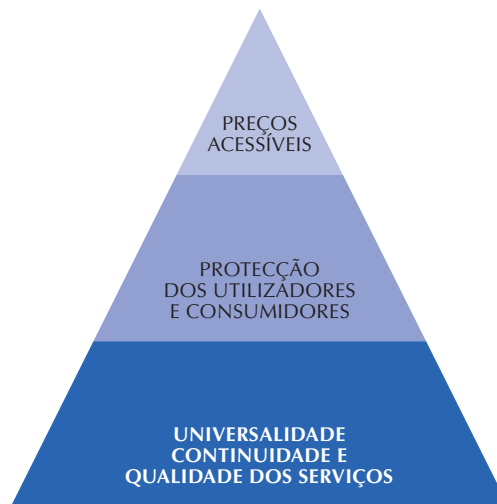 PREÇOS
ACESSÍVEIS
PROTECÇÃO
DOS UTILIZADORES
E CONSUMIDORES
UNIVERSALIDADE
CONTINUIDADE E
QUALIDADE DOS SERVIÇOS